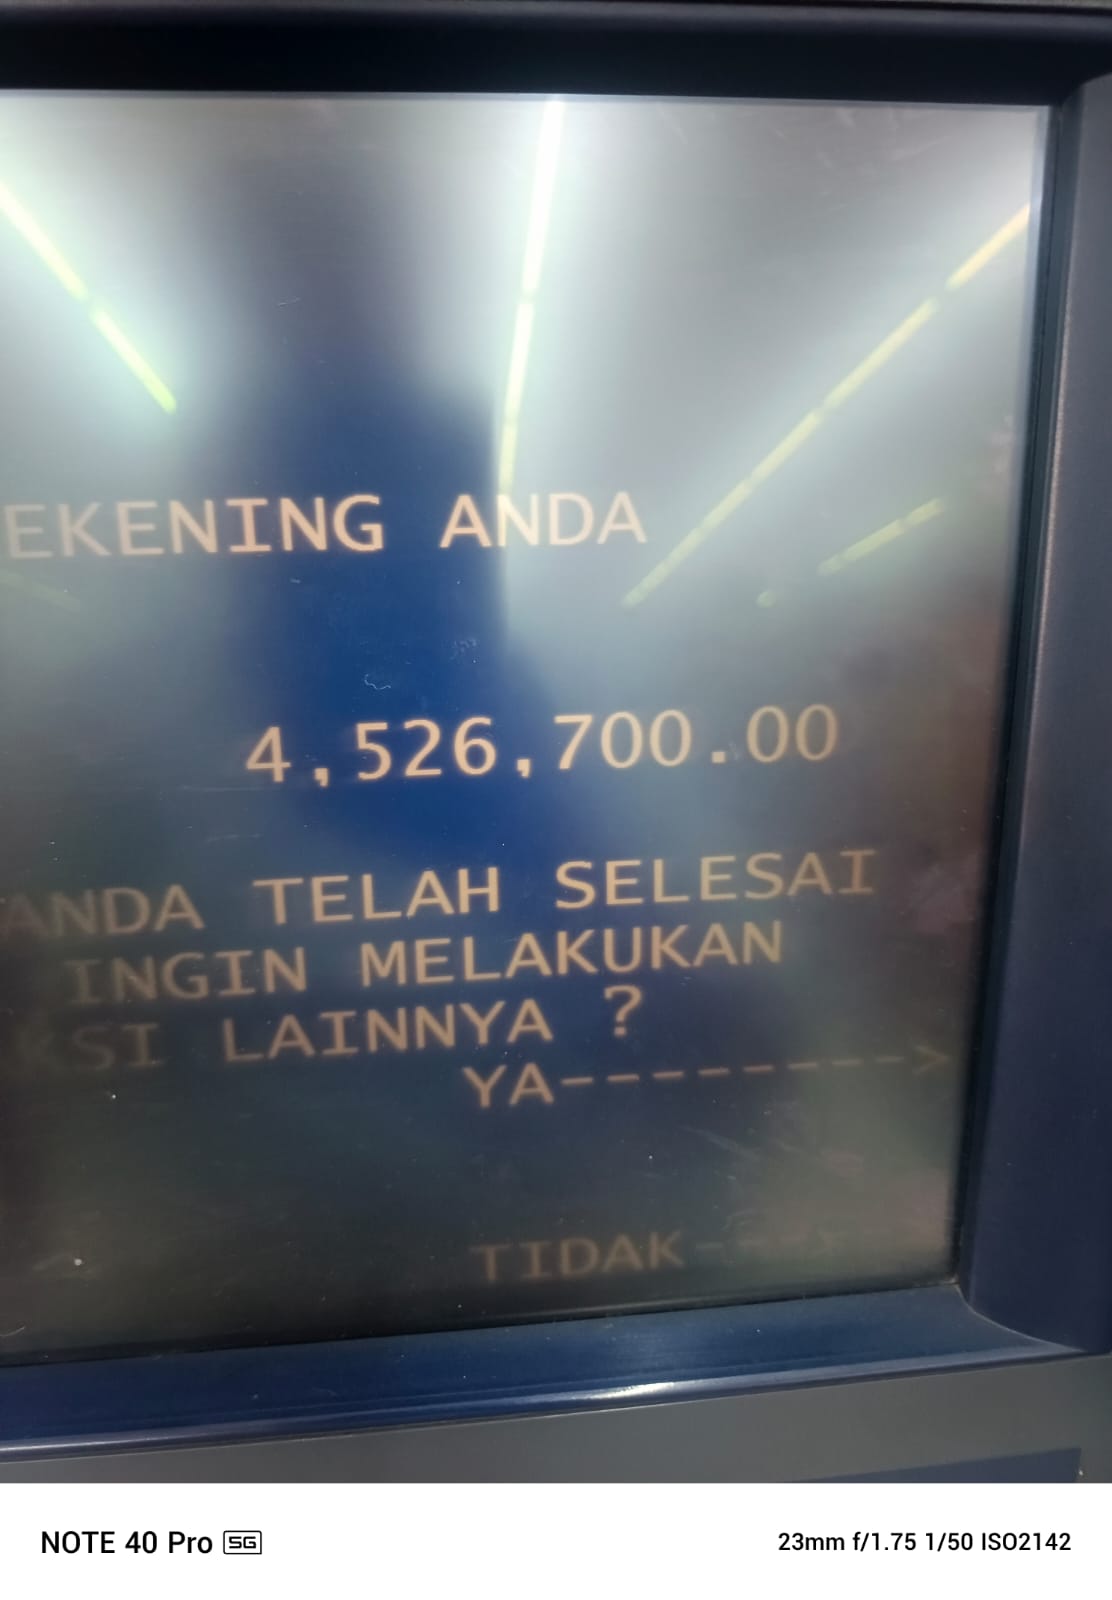 EKENING ANDA
4,526,700.00
ANDA TELAH SELESAI
INGIN MELAKUKAN
KSI LAINNYA ?
YA-------->
TIDAK----
NOTE 40 Pro 5G
23mm f/1.75 1/50 ISO2142